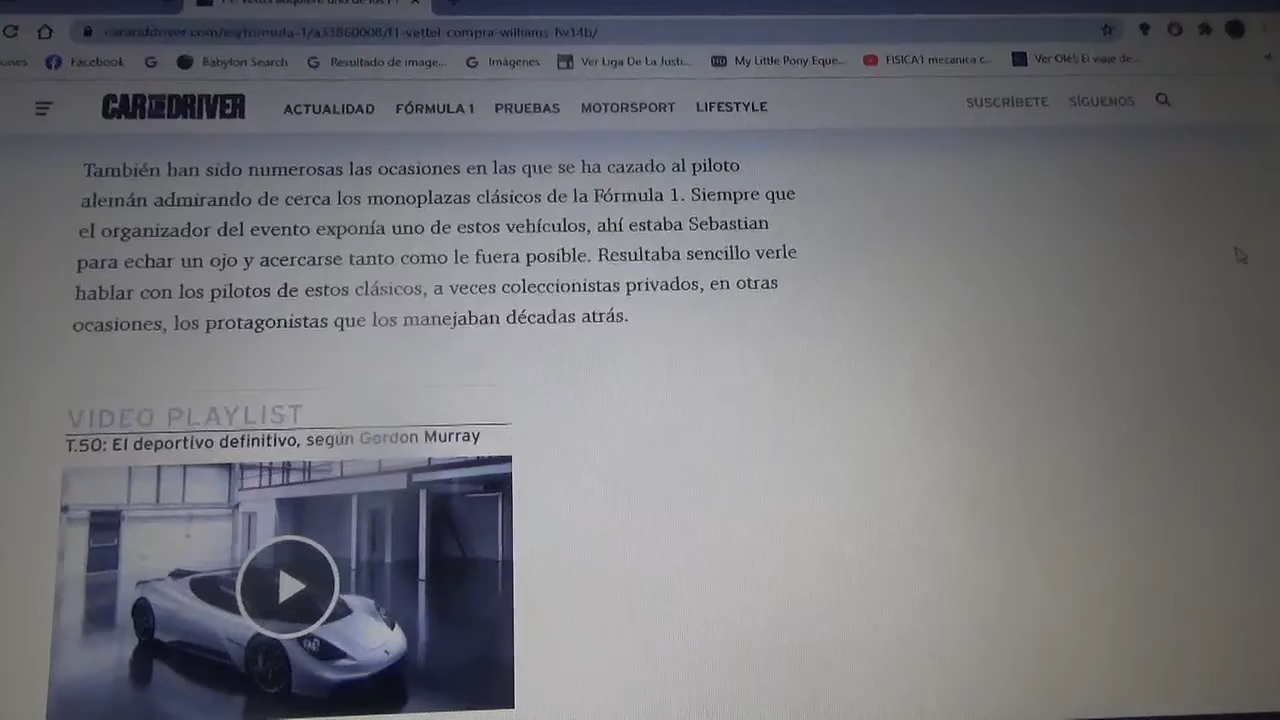 caranddriver.com/es/formula-1/a33860008/f1-vettel-compra-williams-fw14b/
Facebook
G
Babylon Search
Resultado de image...
Imágenes
Ver Liga De La Justi...
My Little Pony Eque...
FISICA1 mecanica c...
Ver Olé!: El viaje de...
CAR AND DRIVER
ACTUALIDAD
FÓRMULA 1
PRUEBAS
MOTORSPORT
LIFESTYLE
SUSCRÍBETE
SÍGUENOS
También han sido numerosas las ocasiones en las que se ha cazado al piloto
alemán admirando de cerca los monoplazas clásicos de la Fórmula 1. Siempre que
el organizador del evento exponía uno de estos vehículos, ahí estaba Sebastian
para echar un ojo y acercarse tanto como le fuera posible. Resultaba sencillo verle
hablar con los pilotos de estos clásicos, a veces coleccionistas privados, en otras
ocasiones, los protagonistas que los manejaban décadas atrás.
VIDEO PLAYLIST
T.50: El deportivo definitivo, según Gordon Murray